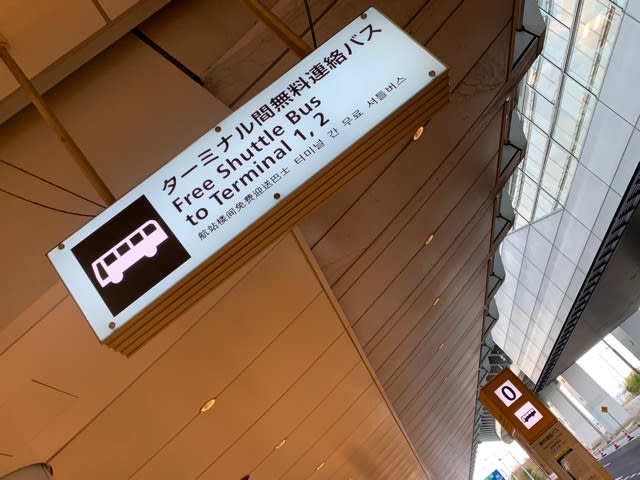 ターミナル間無料連絡バス
Free Shuttle Bus
to Terminal 1, 2
航站楼间免费迎送巴士 터미널 간 무료 셔틀버스
0